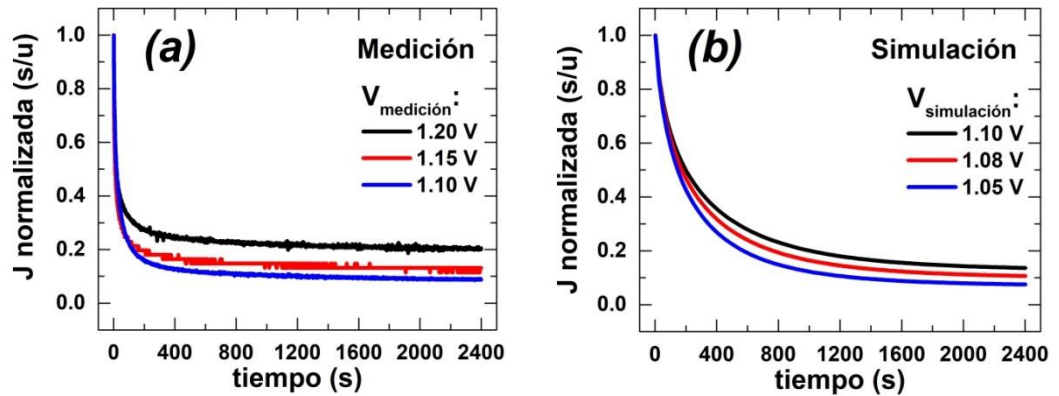 (a)
Medición
V_medición:
1.20 V
1.15 V
1.10 V
J normalizada (s/u)
1.0
0.8
0.6
0.4
0.2
0.0
0 400 800 1200 1600 2000 2400
tiempo (s)
(b)
Simulación
V_simulación:
1.10 V
1.08 V
1.05 V
J normalizada (s/u)
1.0
0.8
0.6
0.4
0.2
0.0
0 400 800 1200 1600 2000 2400
tiempo (s)